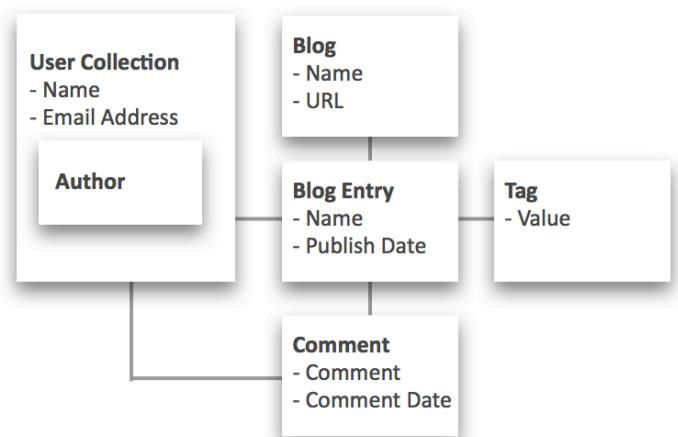 User Collection
- Name
- Email Address
Author
Blog
- Name
- URL
Blog Entry
- Name
- Publish Date
Tag
- Value
Comment
- Comment
- Comment Date